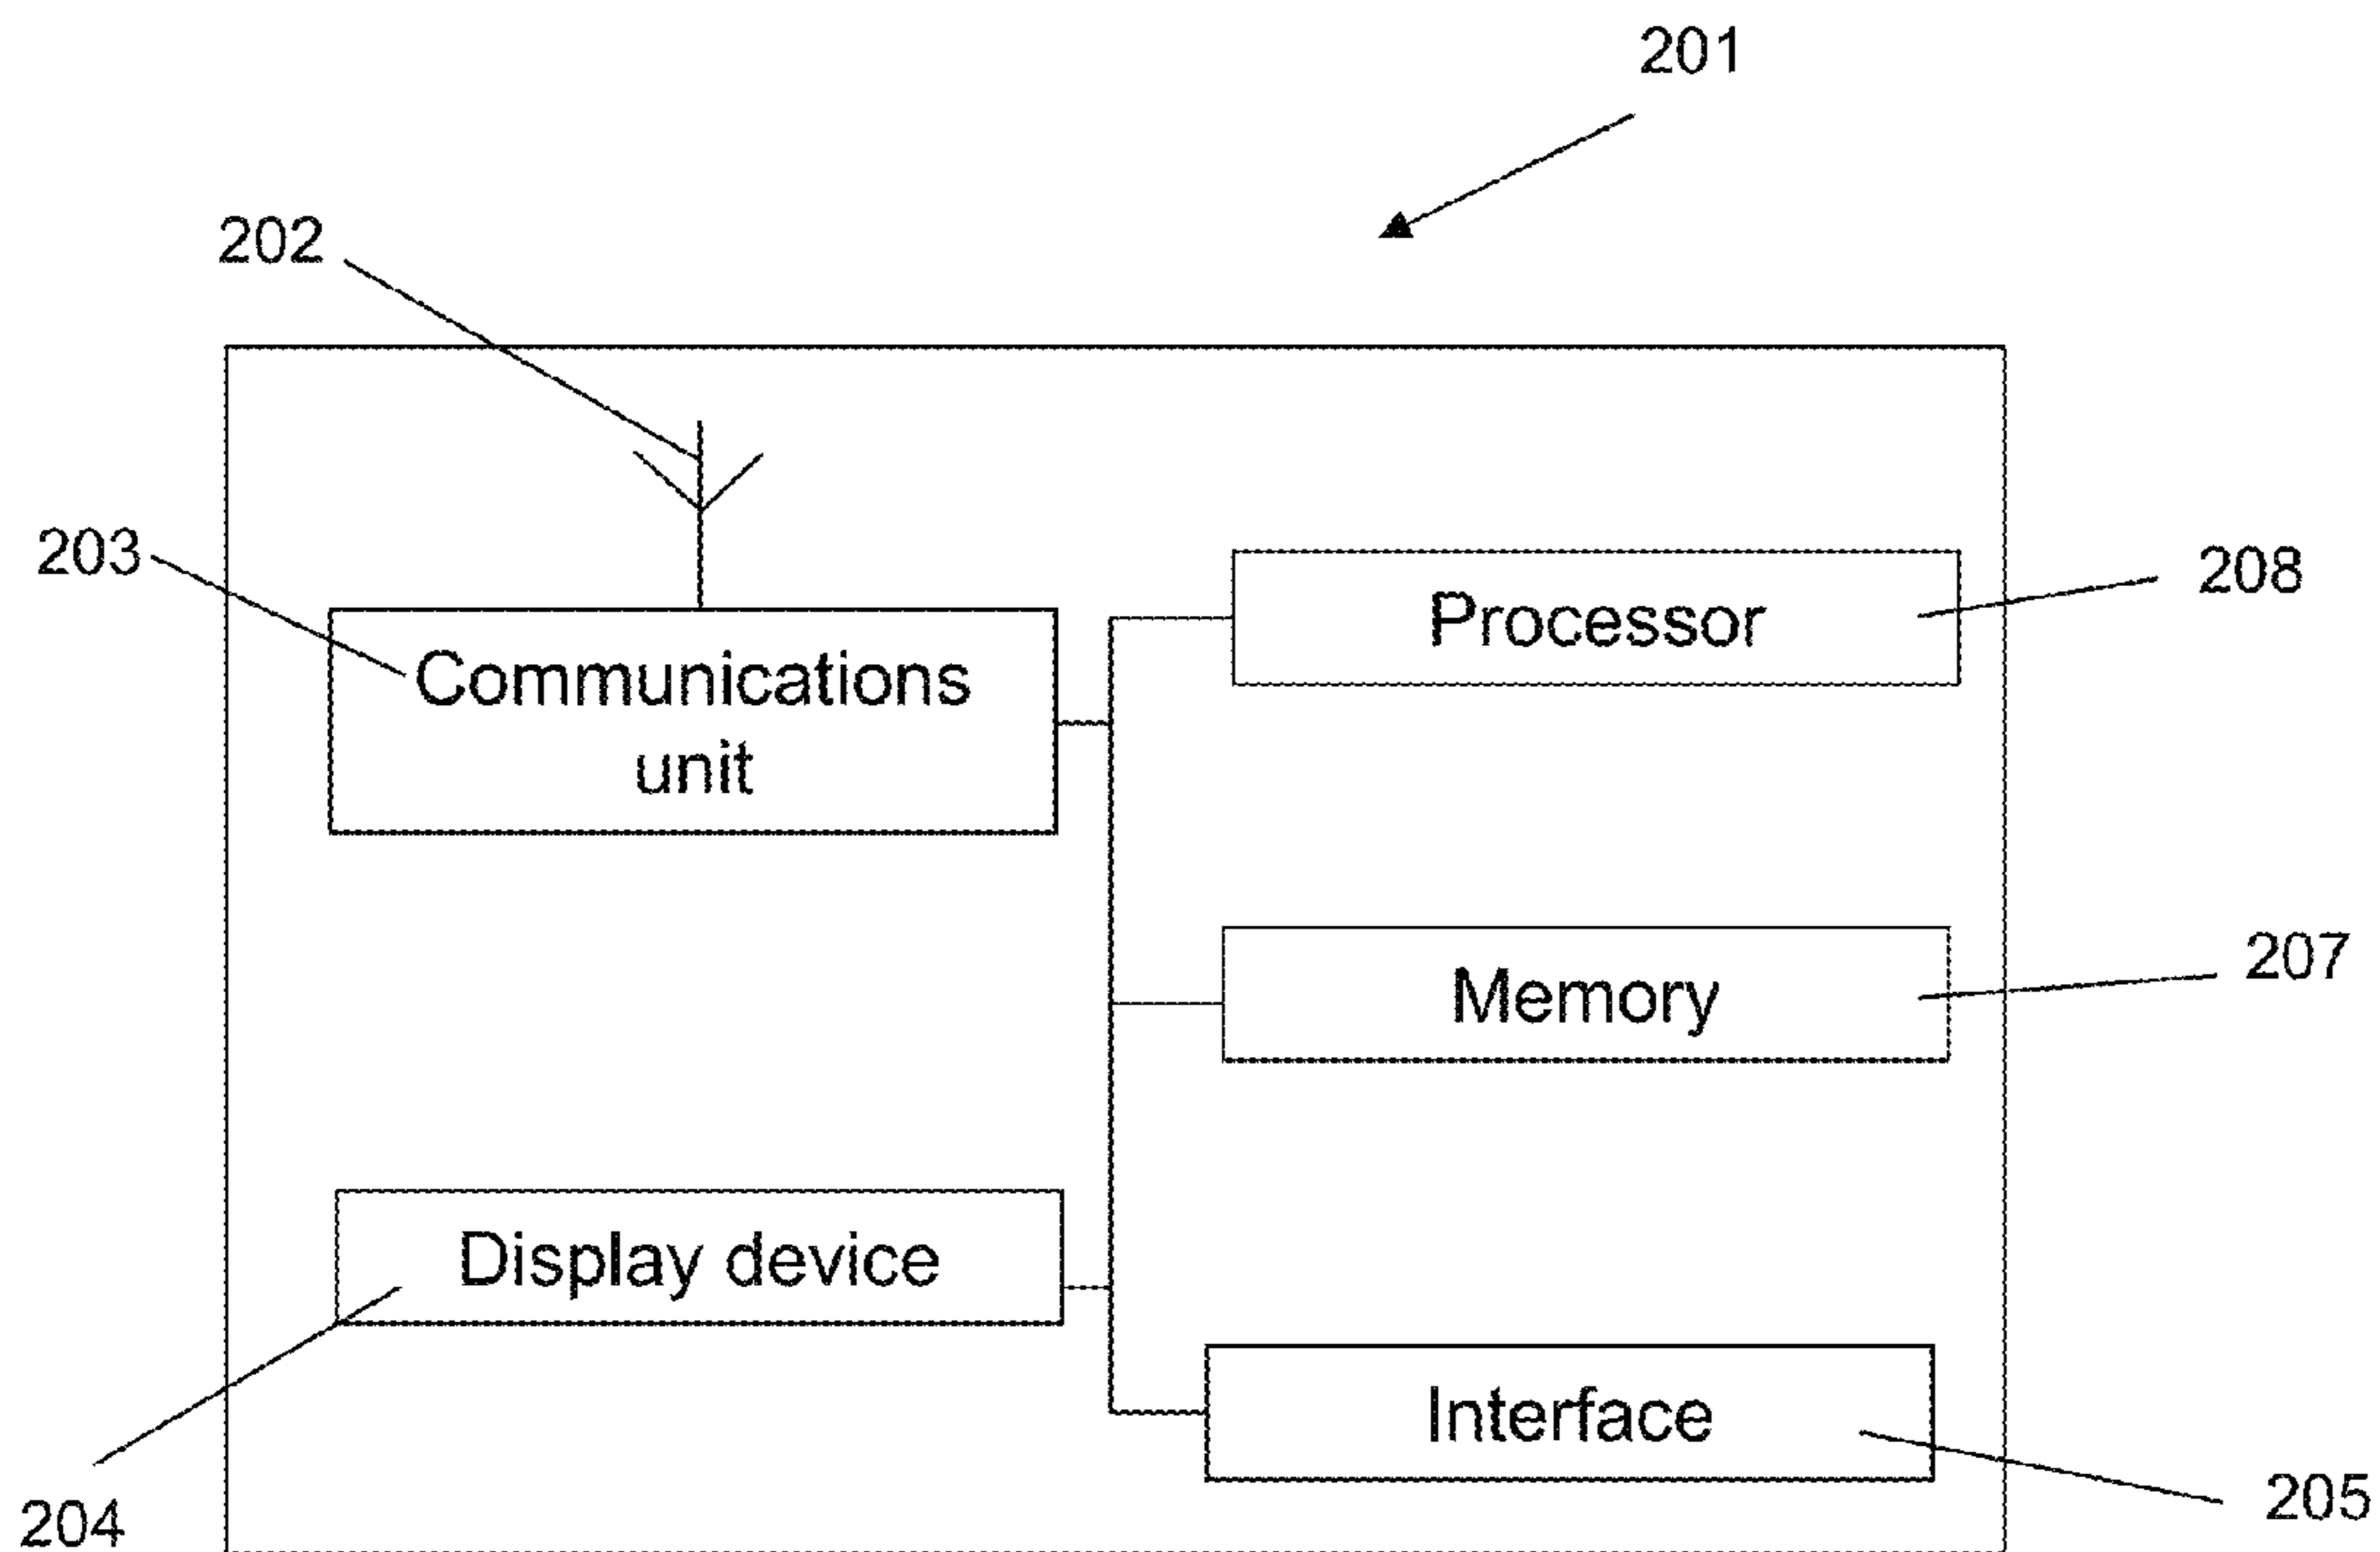 201
202
203
Communications
unit
Processor
208
Memory
207
Display device
204
Interface
205